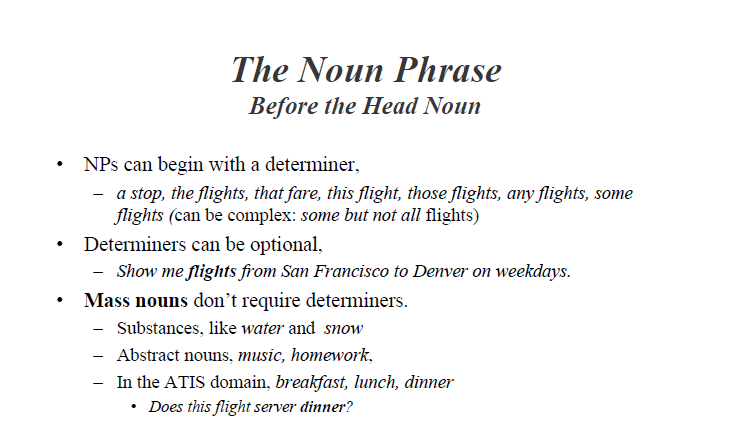 The Noun Phrase
Before the Head Noun
• NPs can begin with a determiner,
– a stop, the flights, that fare, this flight, those flights, any flights, some
flights (can be complex: some but not all flights)
• Determiners can be optional,
– Show me flights from San Francisco to Denver on weekdays.
• Mass nouns don't require determiners.
– Substances, like water and snow
– Abstract nouns, music, homework,
– In the ATIS domain, breakfast, lunch, dinner
• Does this flight server dinner?